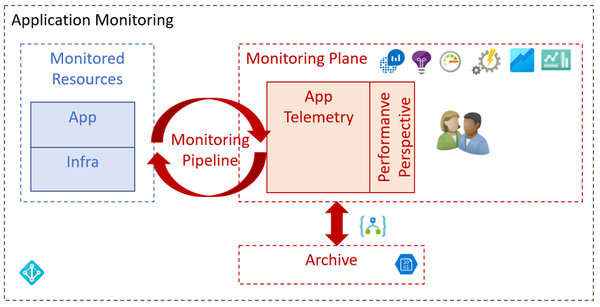 Application Monitoring
Monitored
Resources
App
Infra
Monitoring
Pipeline
Monitoring Plane
App
Telemetry
Performanve
Perspective
Archive